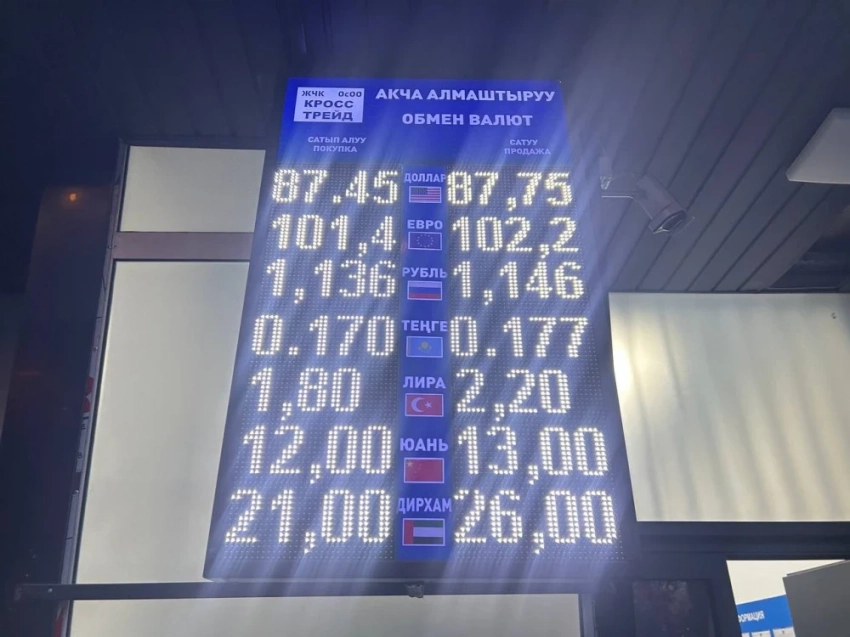 ЖЧК ОсОО
КРОСС
ТРЕЙД
АКЧА АЛМАШТЫРУУ
ОБМЕН ВАЛЮТ
САТЫП АЛУУ
ПОКУПКА
САТУУ
ПРОДАЖА
87.45 ДОЛЛАР 87,75
101,4 ЕВРО 102,2
1,136 РУБЛЬ 1,146
0.170 ТЕҢГЕ 0.177
1,80 ЛИРА 2,20
12,00 ЮАНЬ 13,00
21,00 ДИРХАМ 26,00